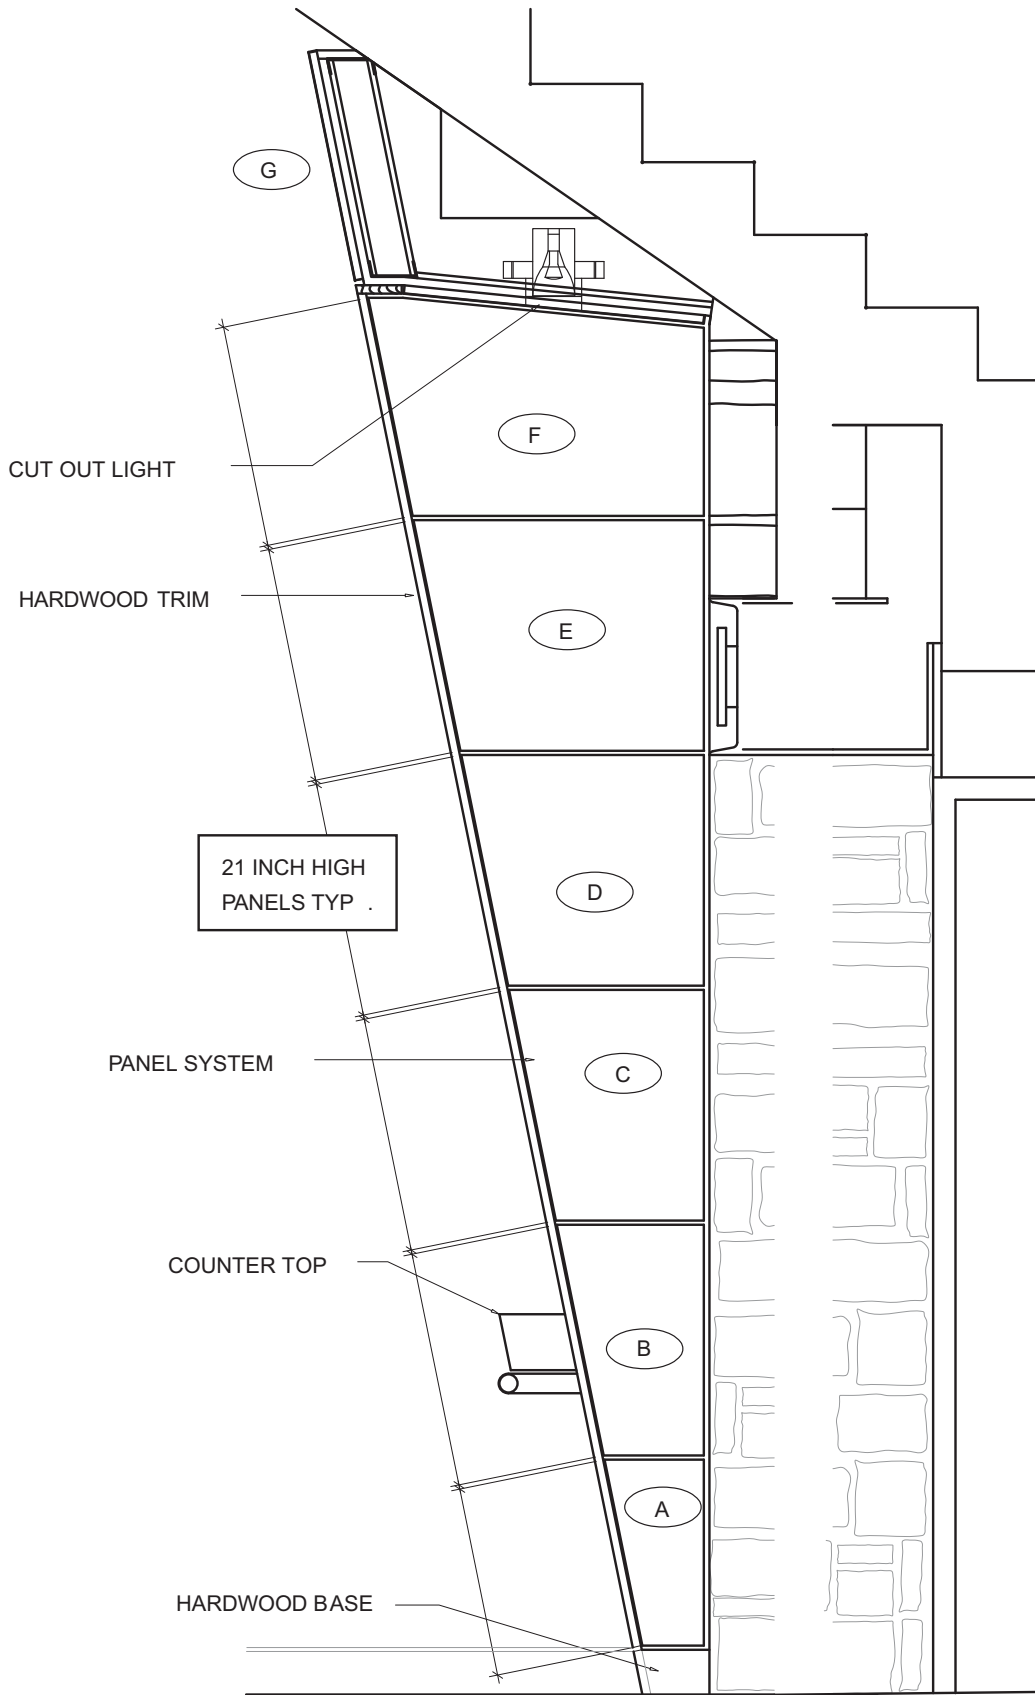 G
F
CUT OUT LIGHT
HARDWOOD TRIM
E
21 INCH HIGH
PANELS TYP .
D
PANEL SYSTEM
C
COUNTER TOP
B
A
HARDWOOD BASE